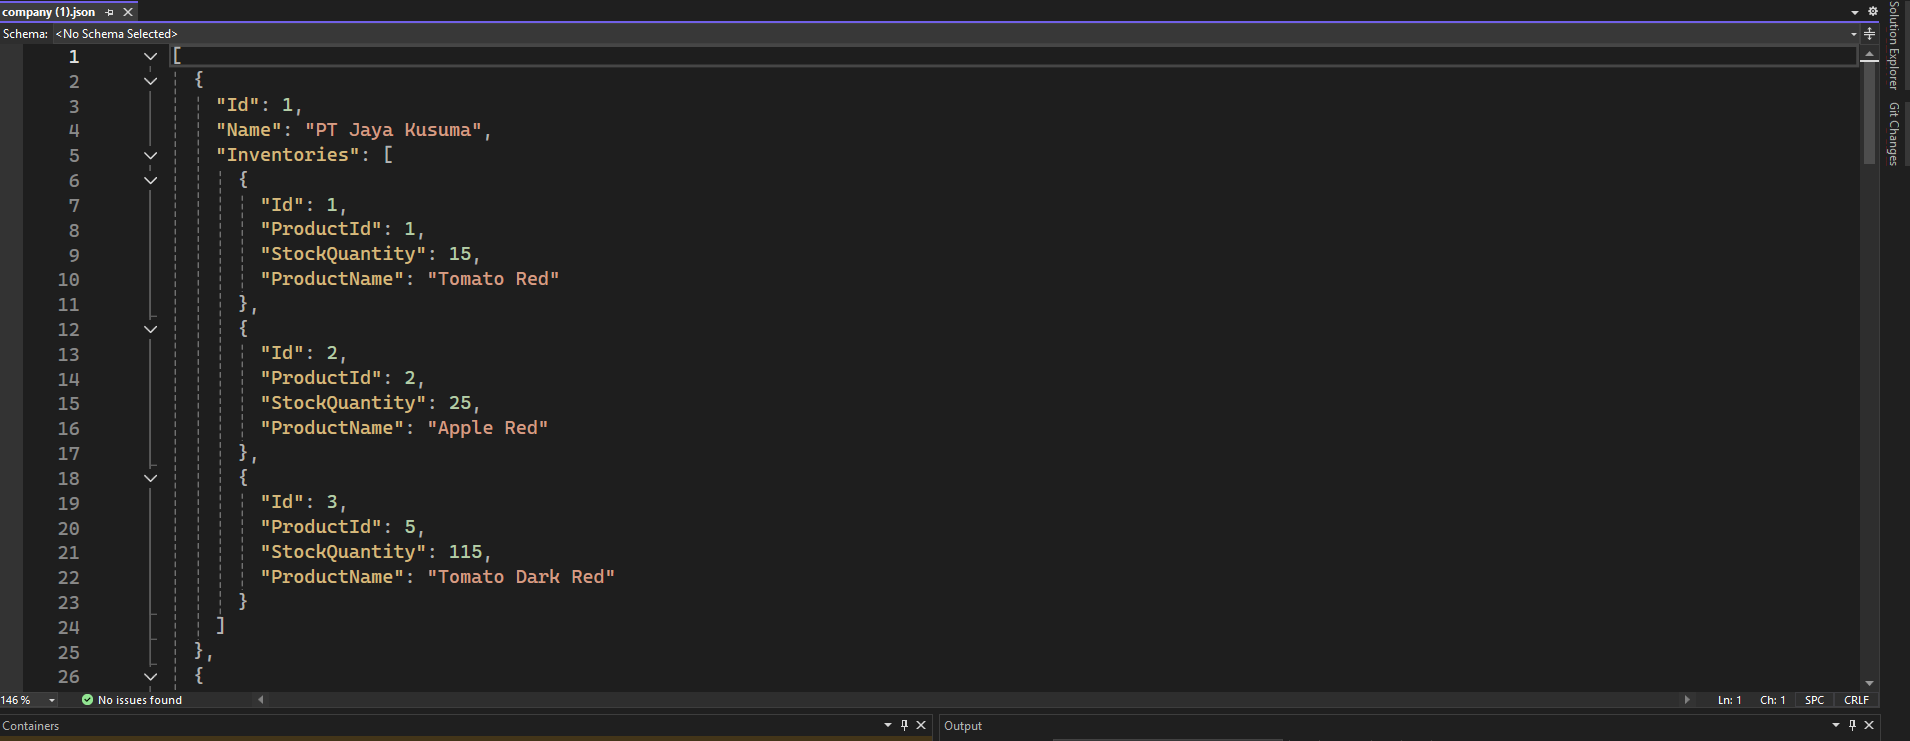 company (1).json
Schema: <No Schema Selected>
1 [
2 {
3 "Id": 1,
4 "Name": "PT Jaya Kusuma",
5 "Inventories": [
6 {
7 "Id": 1,
8 "ProductId": 1,
9 "StockQuantity": 15,
10 "ProductName": "Tomato Red"
11 },
12 {
13 "Id": 2,
14 "ProductId": 2,
15 "StockQuantity": 25,
16 "ProductName": "Apple Red"
17 },
18 {
19 "Id": 3,
20 "ProductId": 5,
21 "StockQuantity": 115,
22 "ProductName": "Tomato Dark Red"
23 }
24 ]
25 },
26 {
146 % No issues found Ln: 1 Ch: 1 SPC CRLF
Containers
Output
Solution Explorer
Git Changes